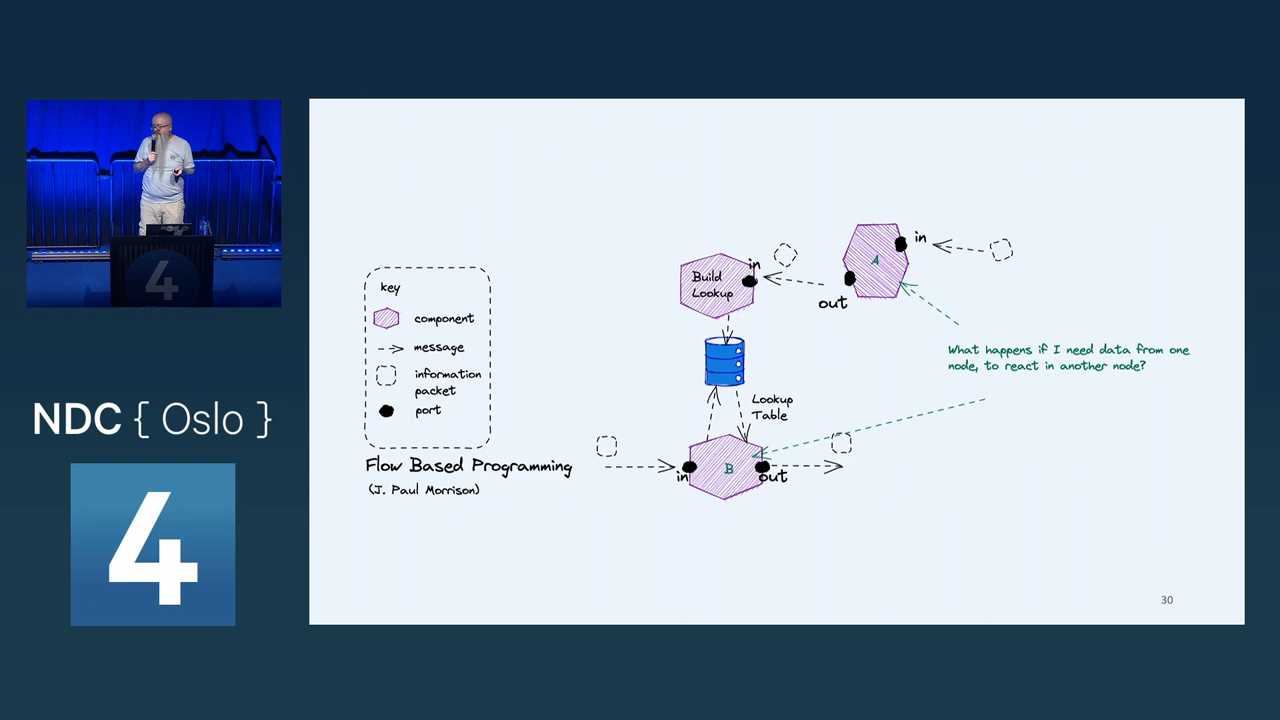 NDC { Oslo }
4
4
key
component
message
information
packet
port
Flow Based Programming
(J. Paul Morrison)
Build
Lookup
in
A
in
out
What happens if I need data from one
node, to react in another node?
Lookup
Table
in
B
out
30